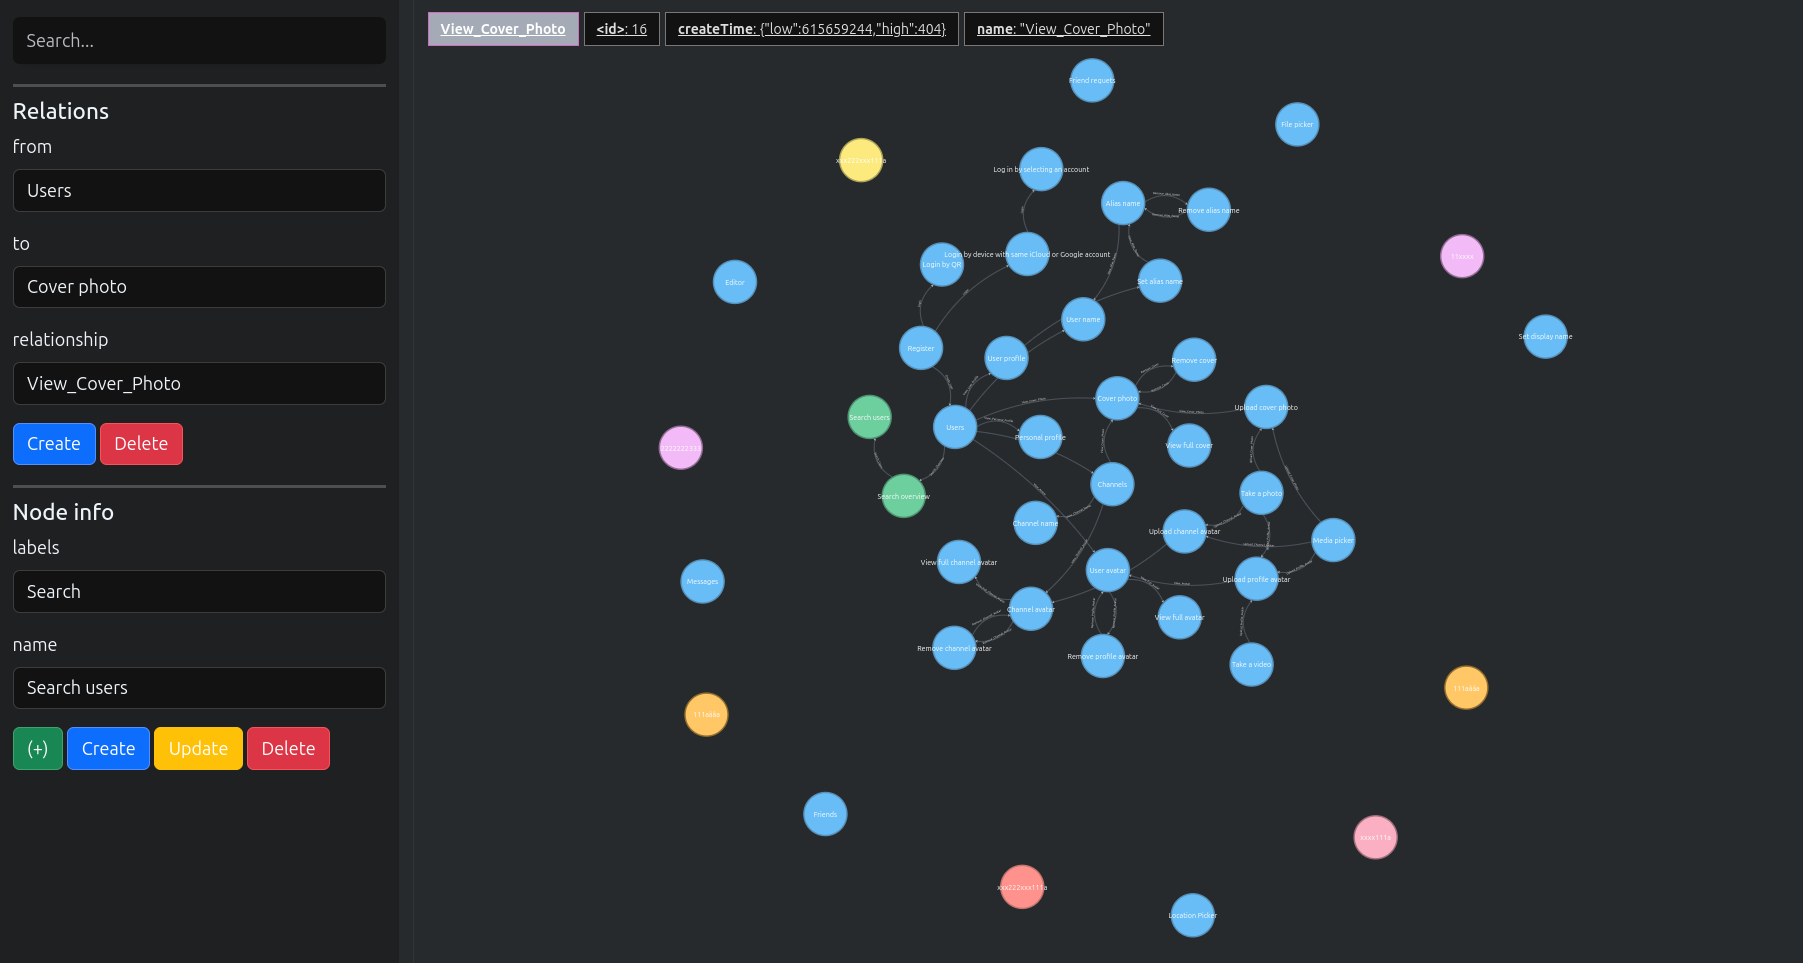 Search...
Relations
from
Users
to
Cover photo
relationship
View_Cover_Photo
Create Delete
Node info
labels
Search
name
Search users
(+) Create Update Delete
View_Cover_Photo <id>: 16 createTime: {"low":615659244,"high":404} name: "View_Cover_Photo"
Friend requets
File picker
xxx222xxx111a
Log in by selecting an account
Alias name
Remove alias name
Login by device with same iCloud or Google account
Login by QR
11xxxx
Editor
Set alias name
User name
Set display name
Register
User profile
Remove cover
Cover photo
Upload cover photo
Search users
Users
Personal profile
View full cover
Channels
Search overview
Take a photo
Channel name
Upload channel avatar
Media picker
View full channel avatar
User avatar
Upload profile avatar
Messages
Channel avatar
View full avatar
Remove channel avatar
Remove profile avatar
Take a video
Friends
xxxx111a
xxx222xxx111a
Location Picker